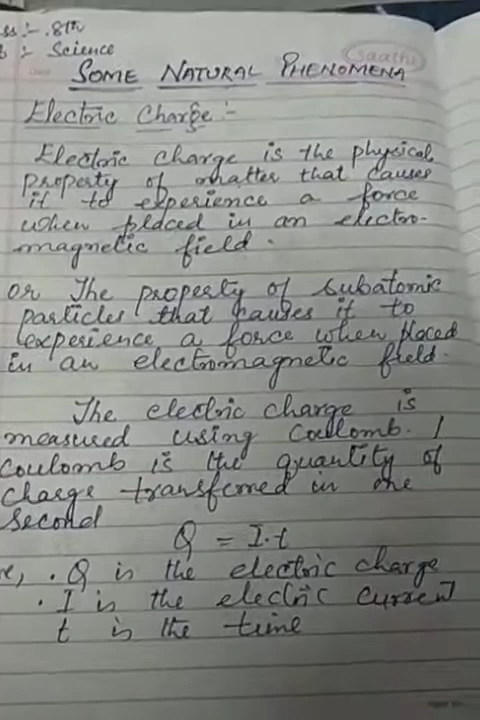 ss :- .8th
:- Science
saathi
SOME NATURAL PHENOMENA
Electric Charge :-
Electric charge is the physical
property of matter that causes
it to experience a force
when placed in an electro-
magnetic field.
or The property of subatomic
particles that causes it to
experience a force when placed
in an electromagnetic field.
The electric charge is
measured using Coulomb. 1
Coulomb is the quantity of
charge transferred in one
second
Q = I.t
re, . Q is the electric charge
. I is the electric current
t is the time